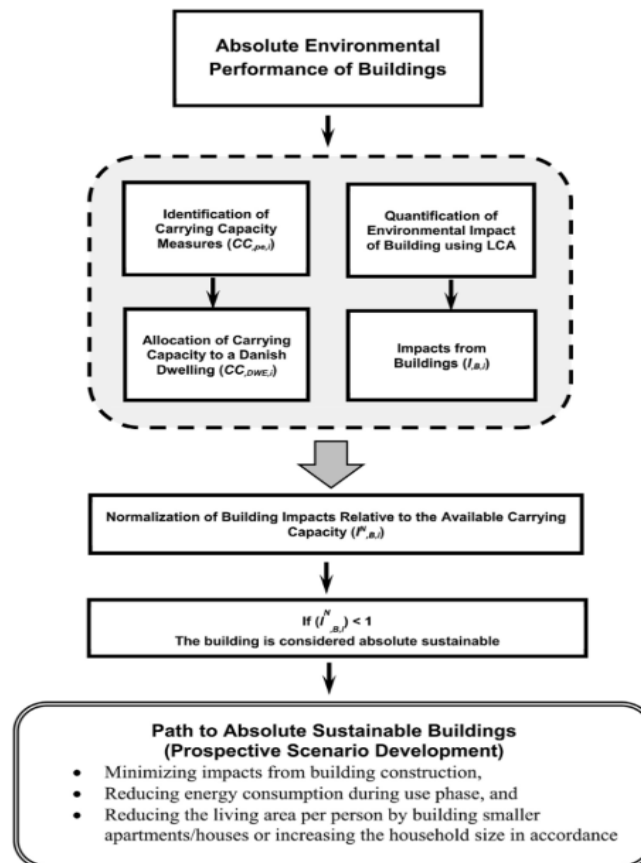 Absolute Environmental
Performance of Buildings
Identification of
Carrying Capacity
Measures (CC,pe,i)
Quantification of
Environmental Impact
of Building using LCA
Allocation of Carrying
Capacity to a Danish
Dwelling (CC,DWE,i)
Impacts from
Buildings (I,B,i)
Normalization of Building Impacts Relative to the Available Carrying
Capacity (I^N,B,i)
If (I^N,B,i) < 1
The building is considered absolute sustainable
Path to Absolute Sustainable Buildings
(Prospective Scenario Development)
• Minimizing impacts from building construction,
• Reducing energy consumption during use phase, and
• Reducing the living area per person by building smaller
apartments/houses or increasing the household size in accordance